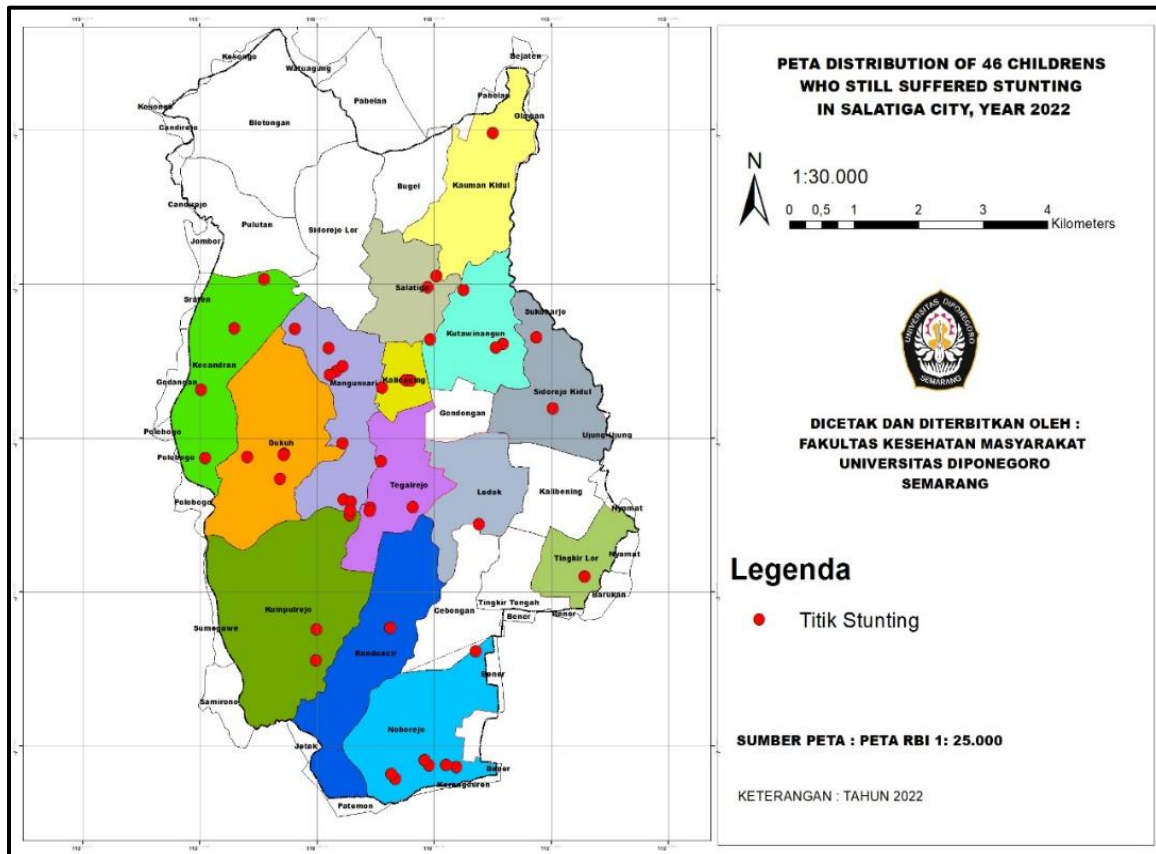 PETA DISTRIBUTION OF 46 CHILDRENS
WHO STILL SUFFERED STUNTING
IN SALATIGA CITY, YEAR 2022
N
1:30.000
0 0,5 1 2 3 4
Kilometers
UNIVERSITAS DIPONEGORO
SEMARANG
DICETAK DAN DITERBITKAN OLEH :
FAKULTAS KESEHATAN MASYARAKAT
UNIVERSITAS DIPONEGORO
SEMARANG
Legenda
Titik Stunting
SUMBER PETA : PETA RBI 1: 25.000
KETERANGAN : TAHUN 2022
Bejaten
Kesongo
Watuagung
Pabelan
Pabelan
Kesongo
Glawan
Candirejo
Blotongan
Bugel
Kauman Kidul
Candirejo
Pulutan
Sidorejo Lor
Jombor
Salatiga
Sraten
Sukoharjo
Kutawinangun
Kecandran
Mangunsari
Kalicacing
Gedangan
Sidorejo Kidul
Gendongan
Polobogo
Dukuh
Ujung-Ujung
Polobogo
Tegalrejo
Ledok
Kalibening
Polobogo
Nyamat
Tingkir Lor
Nyamat
Barukan
Tingkir Tengah
Kumpulrejo
Cebongan
Bener
Bener
Sumogawe
Randuacir
Bener
Samirono
Noborejo
Jetak
Bener
Karangduren
Patemon